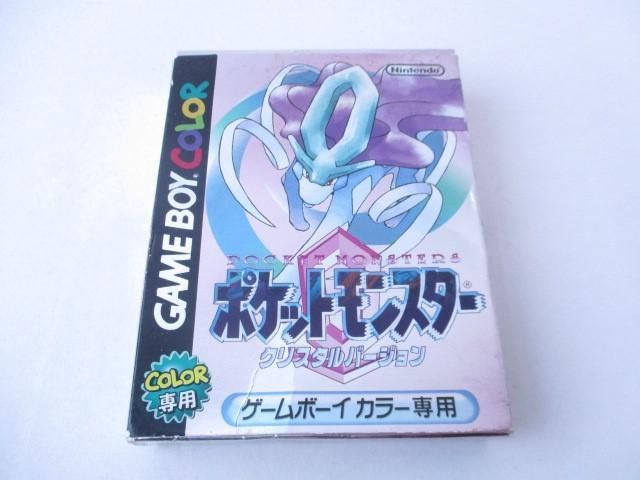 Nintendo
GAME BOY COLOR
POCKET MONSTERS
ポケットモンスター
クリスタルバージョン
COLOR
専用
ゲームボーイ カラー専用